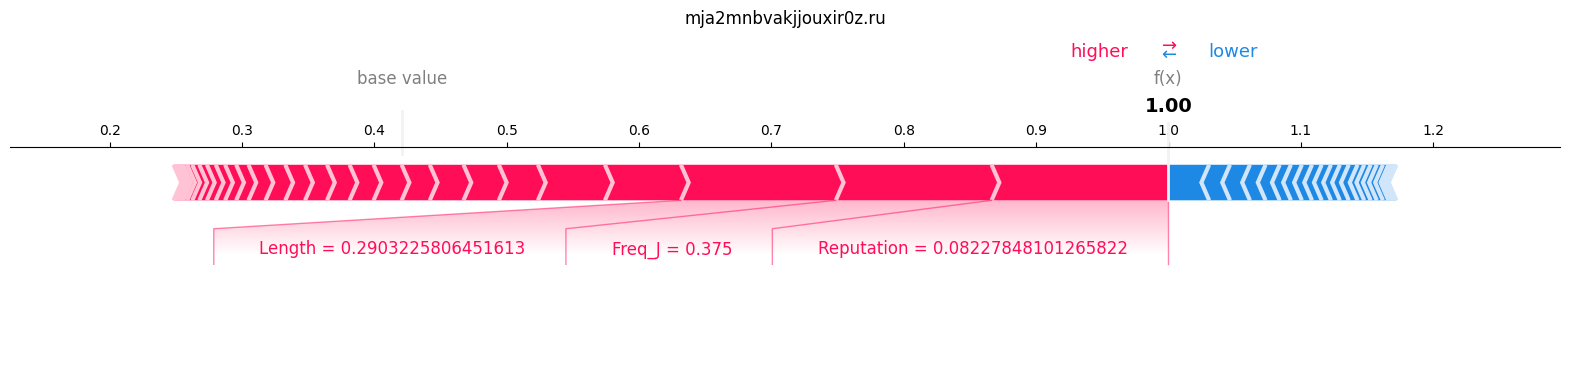 mja2mnbvakjjouxir0z.ru
higher → ← lower
base value f(x)
1.00
0.2 0.3 0.4 0.5 0.6 0.7 0.8 0.9 1.0 1.1 1.2
Length = 0.2903225806451613 Freq_J = 0.375 Reputation = 0.08227848101265822